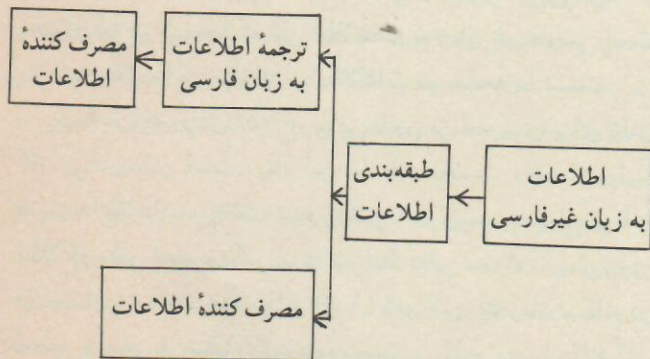 ترجمهٔ اطلاعات
به زبان فارسی
مصرف کنندهٔ
اطلاعات
اطلاعات
به زبان غیرفارسی
طبقه‌بندی
اطلاعات
مصرف کنندهٔ اطلاعات